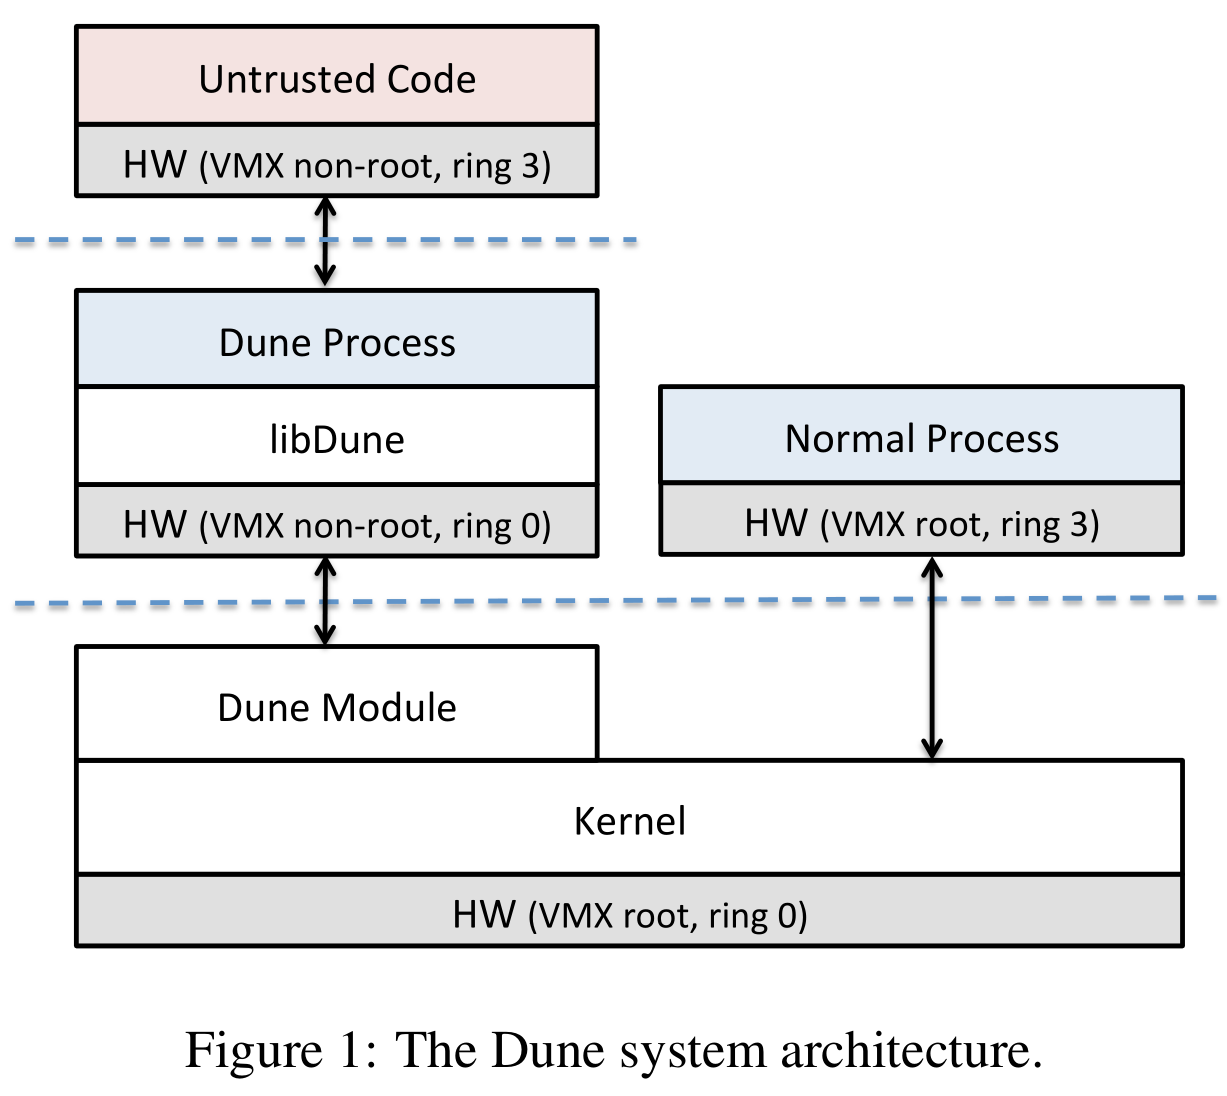 Untrusted Code
HW (VMX non-root, ring 3)
Dune Process
libDune
HW (VMX non-root, ring 0)
Normal Process
HW (VMX root, ring 3)
Dune Module
Kernel
HW (VMX root, ring 0)
Figure 1: The Dune system architecture.